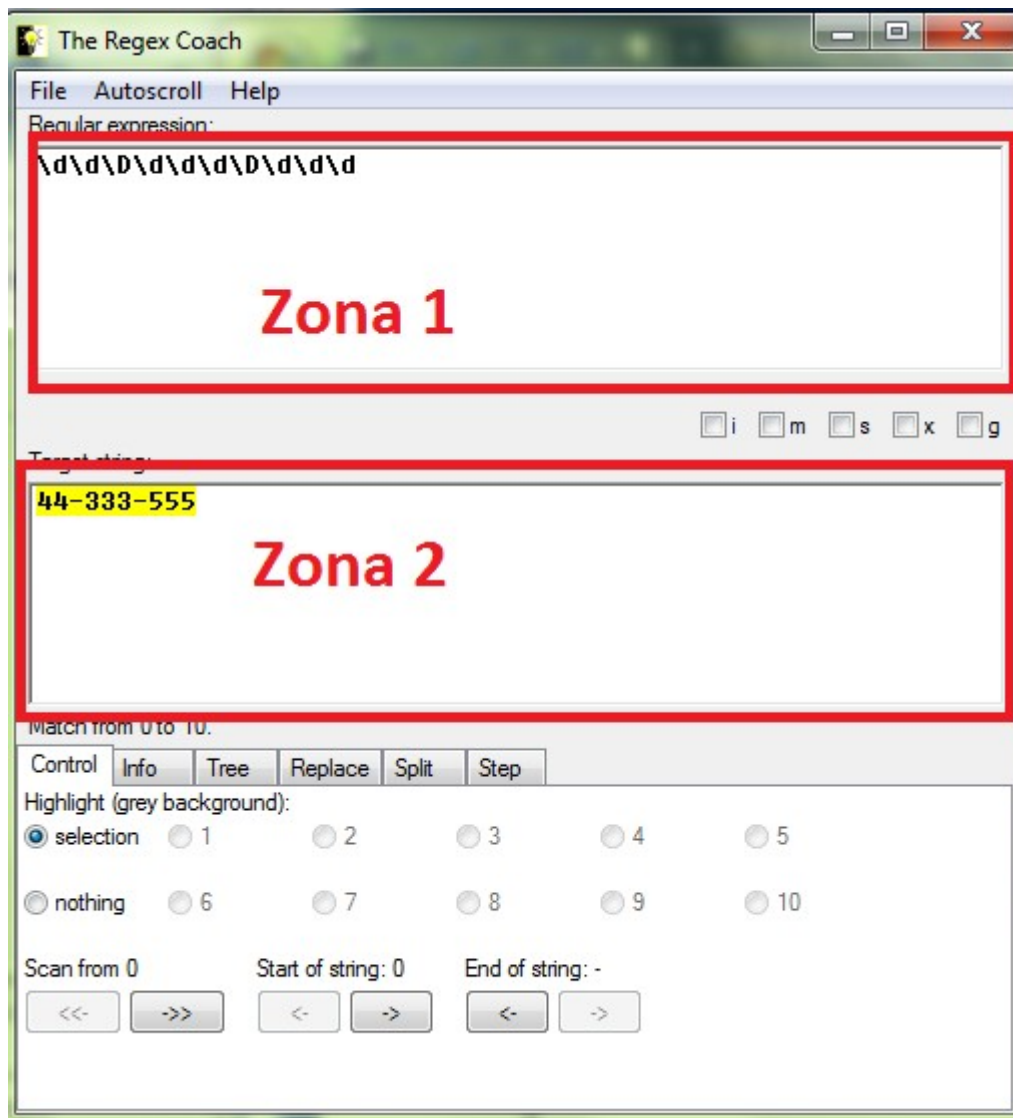 The Regex Coach
File Autoscroll Help
Regular expression:
\d\d\D\d\d\d\D\d\d\d
Zona 1
i m s x g
Target string:
44-333-555
Zona 2
Match from 0 to 10.
Control Info Tree Replace Split Step
Highlight (grey background):
selection 1 2 3 4 5
nothing 6 7 8 9 10
Scan from 0 Start of string: 0 End of string: -
<<- ->> <- -> <- ->